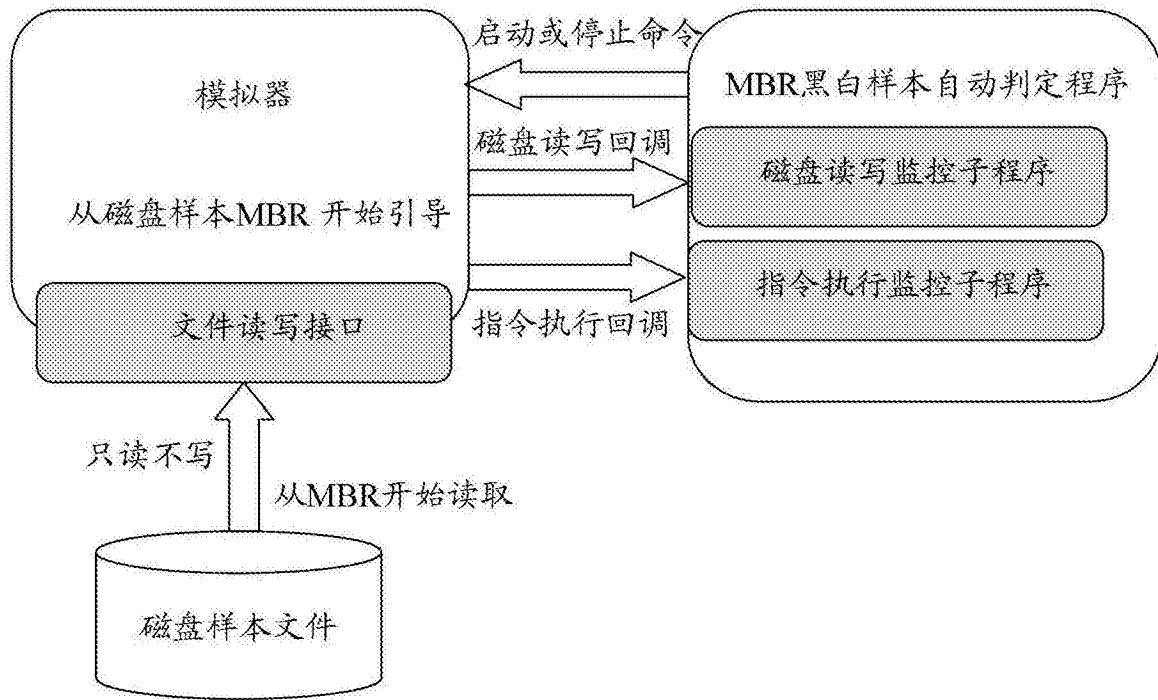 启动或停止命令
模拟器
MBR黑白样本自动判定程序
磁盘读写回调
磁盘读写监控子程序
从磁盘样本MBR 开始引导
指令执行监控子程序
文件读写接口
指令执行回调
只读不写
从MBR开始读取
磁盘样本文件